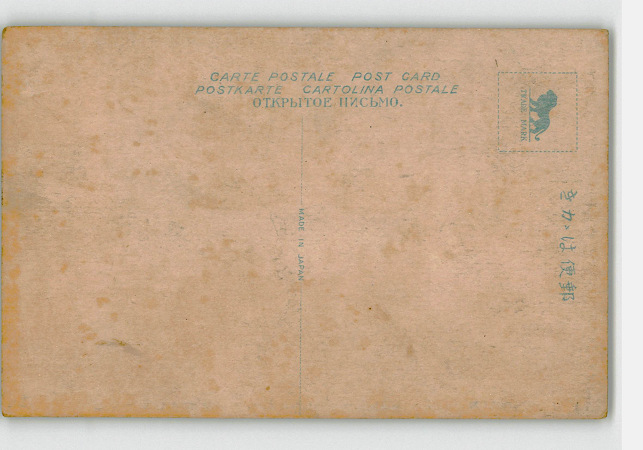 CARTE POSTALE POST CARD
POSTKARTE CARTOLINA POSTALE
ОТКРЫТОЕ ПИСЬМО.
TRADE MARK
MADE IN JAPAN
郵便はかき